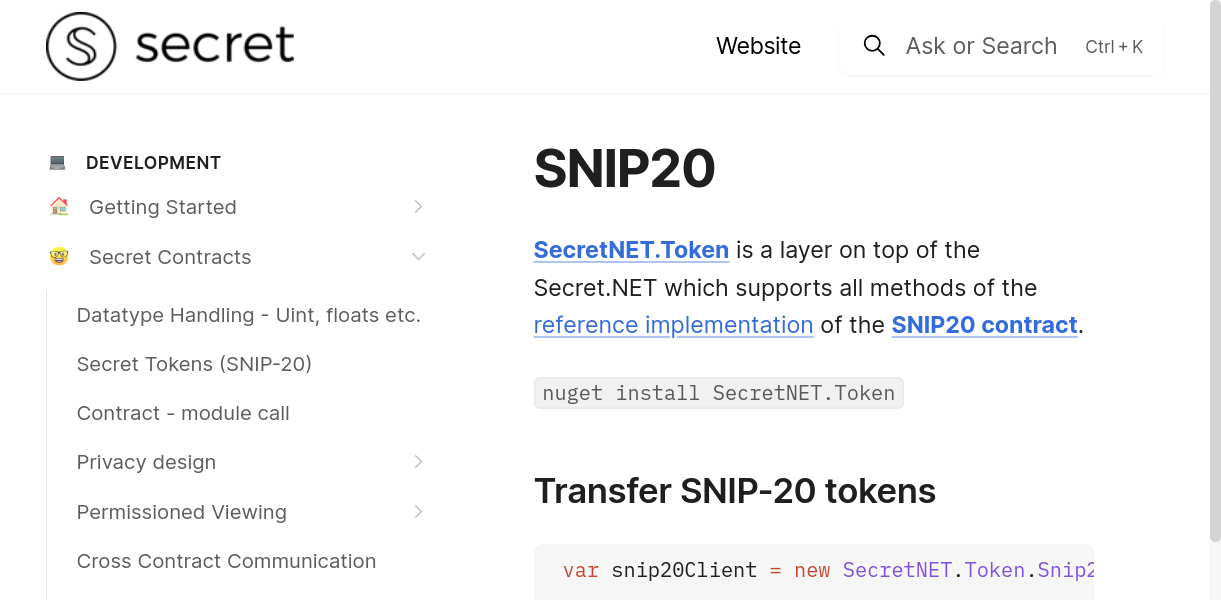 secret
Website
Ask or Search Ctrl + K
DEVELOPMENT
Getting Started
Secret Contracts
Datatype Handling - Uint, floats etc.
Secret Tokens (SNIP-20)
Contract - module call
Privacy design
Permissioned Viewing
Cross Contract Communication
SNIP20
SecretNET.Token is a layer on top of the
Secret.NET which supports all methods of the
reference implementation of the SNIP20 contract.
nuget install SecretNET.Token
Transfer SNIP-20 tokens
var snip20Client = new SecretNET.Token.Snip2